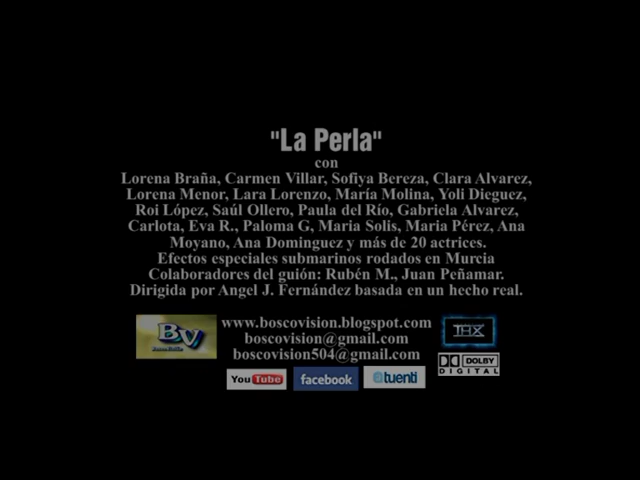 "La Perla"
con
Lorena Braña, Carmen Villar, Sofiya Bereza, Clara Alvarez,
Lorena Menor, Lara Lorenzo, María Molina, Yoli Dieguez,
Roi López, Saúl Ollero, Paula del Río, Gabriela Alvarez,
Carlota, Eva R., Paloma G, Maria Solis, Maria Pérez, Ana
Moyano, Ana Dominguez y más de 20 actrices.
Efectos especiales submarinos rodados en Murcia
Colaboradores del guión: Rubén M., Juan Peñamar.
Dirigida por Angel J. Fernández basada en un hecho real.
BV
www.boscovision.blogspot.com
boscovision@gmail.com
boscovision504@gmail.com
THX
DOLBY
DIGITAL
YouTube
facebook
tuenti